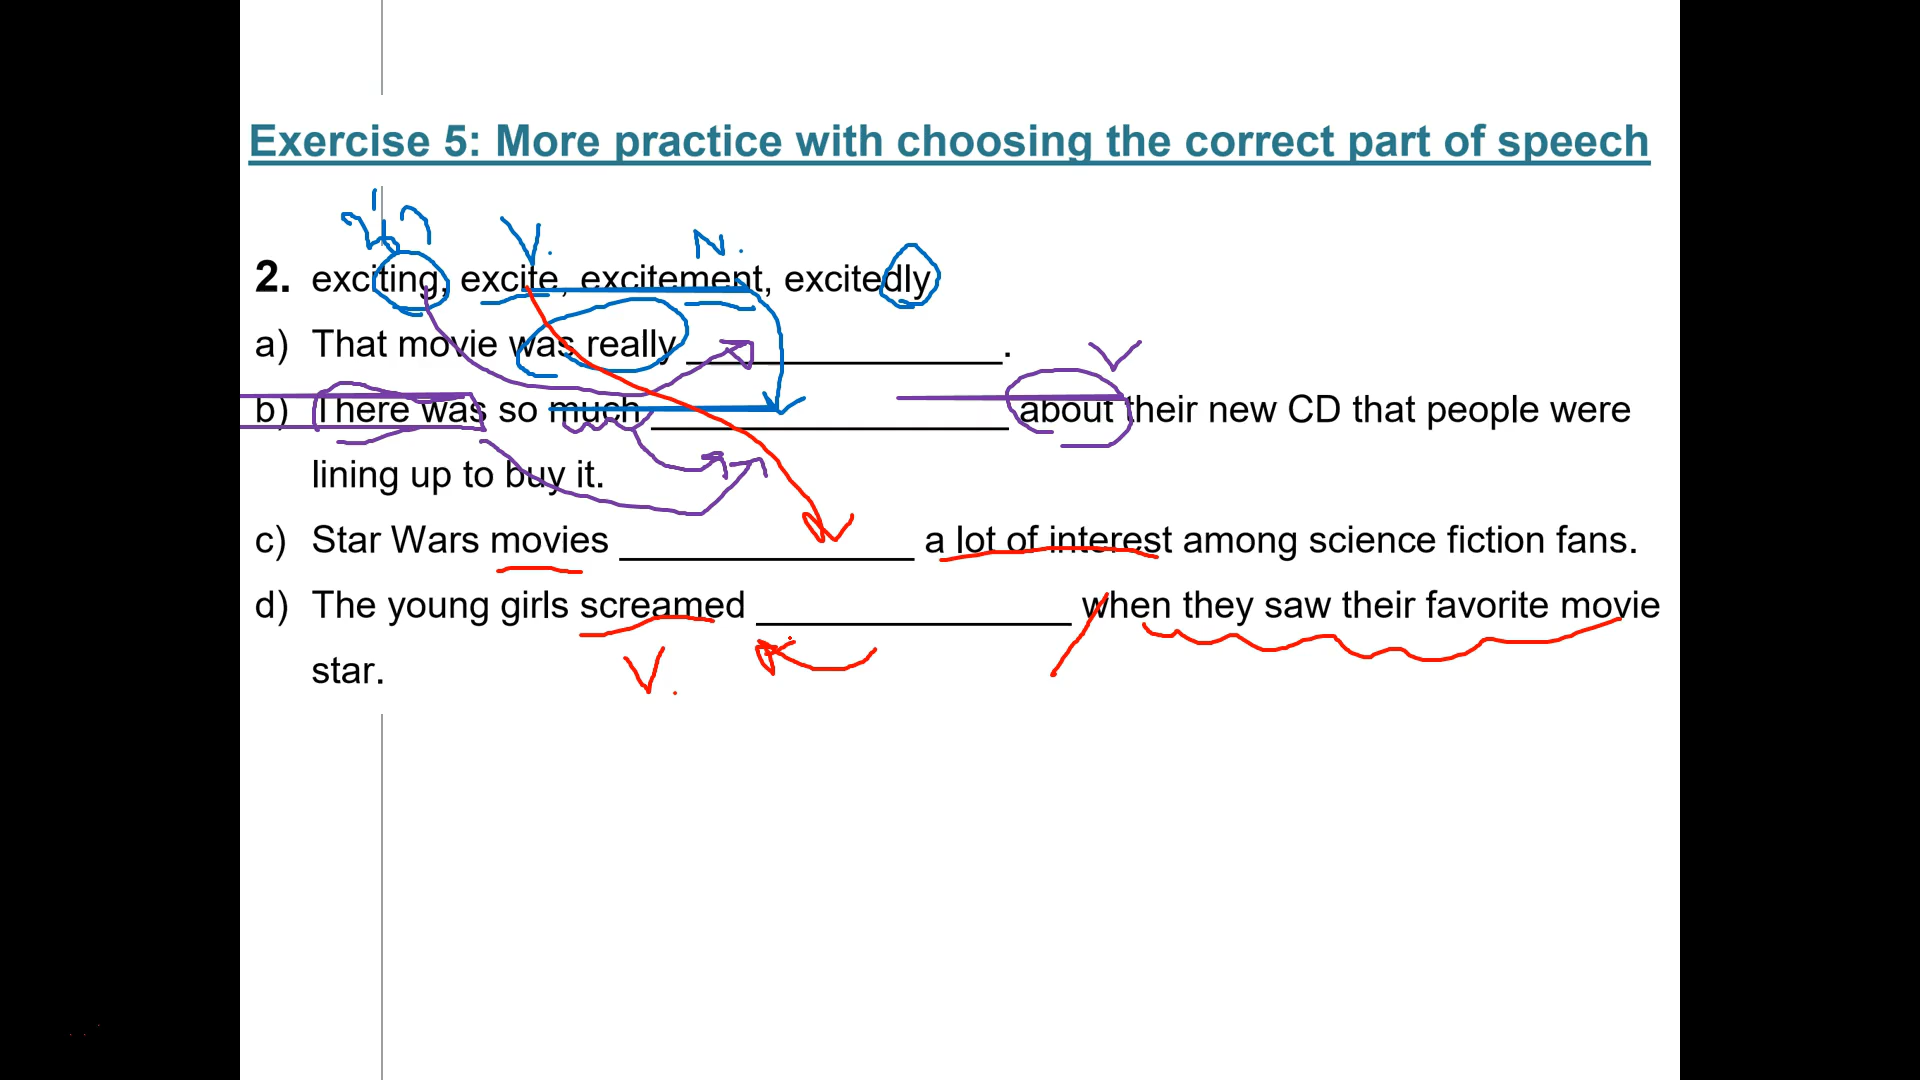 Exercise 5: More practice with choosing the correct part of speech
V. N.
2. exciting, excite, excitement, excitedly
a) That movie was really _______________.
V
b) There was so much _________________ about their new CD that people were
lining up to buy it.
c) Star Wars movies ______________ a lot of interest among science fiction fans.
d) The young girls screamed _______________ when they saw their favorite movie
star.
V.